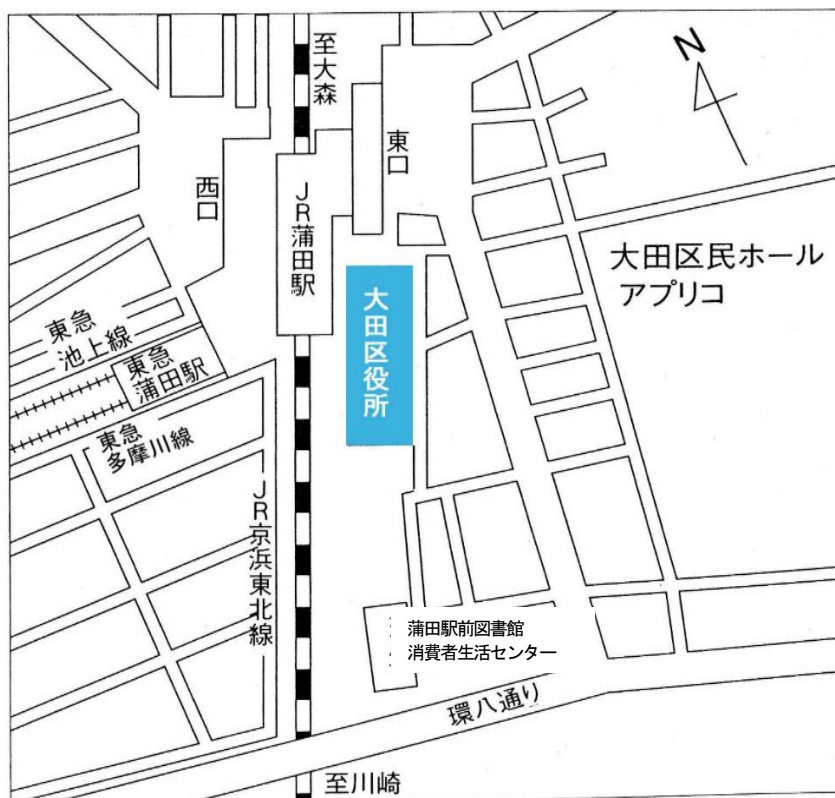 至大森
N
東口
西口
JR蒲田駅
大田区民ホール
アプリコ
大田区役所
東急
池上線
東急
蒲田駅
東急
多摩川線
JR京浜東北線
蒲田駅前図書館
消費者生活センター
環八通り
至川崎